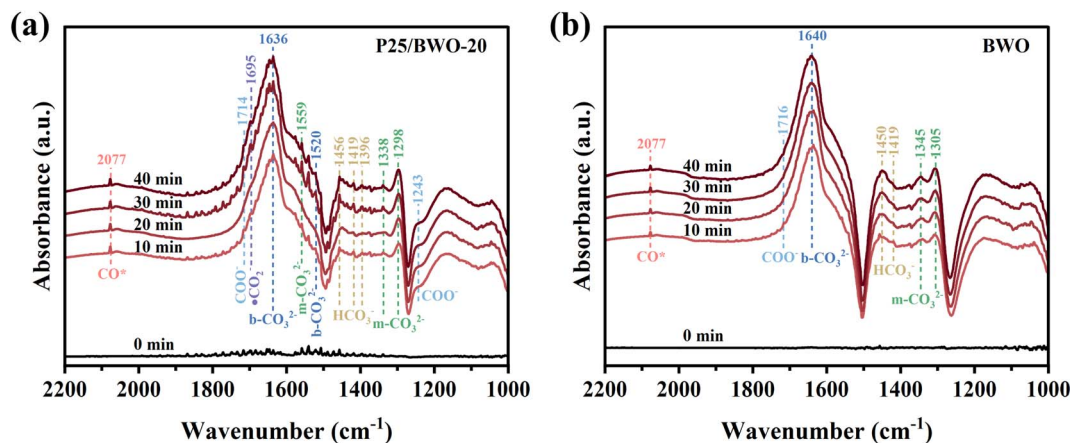 (a)
P25/BWO-20
1636
1695
1714
1559
1520
1456
1419
1396
1338
1298
1243
2077
40 min
30 min
20 min
10 min
CO*
COO⁻
•CO₂⁻
b-CO₃²⁻
m-CO₃²⁻
b-CO₃²⁻
HCO₃⁻
m-CO₃²⁻
COO⁻
0 min
Absorbance (a.u.)
2200 2000 1800 1600 1400 1200 1000
Wavenumber (cm⁻¹)
(b)
BWO
1640
1716
1450
1419
1345
1305
2077
40 min
30 min
20 min
10 min
CO*
COO⁻
b-CO₃²⁻
HCO₃⁻
m-CO₃²⁻
0 min
Absorbance (a.u.)
2200 2000 1800 1600 1400 1200 1000
Wavenumber (cm⁻¹)